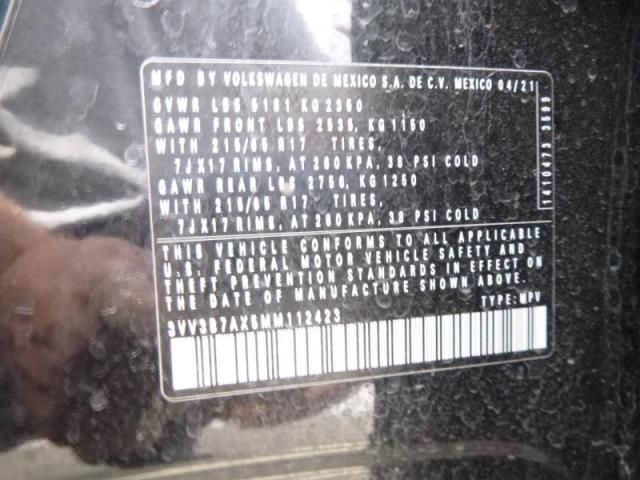 MFD BY VOLKSWAGEN DE MEXICO S.A. DE C.V. MEXICO 04/21
GVWR LBS 5181 KG 2350
GAWR FRONT LBS 2535, KG 1150
WITH 215/65 R17 TIRES,
7JX17 RIMS, AT 260 KPA, 38 PSI COLD
GAWR REAR LBS 2756, KG 1250
WITH 215/65 R17 TIRES,
7JX17 RIMS, AT 260 KPA, 38 PSI COLD
THIS VEHICLE CONFORMS TO ALL APPLICABLE
U.S. FEDERAL MOTOR VEHICLE SAFETY AND
THEFT PREVENTION STANDARDS IN EFFECT ON
THE DATE OF MANUFACTURE SHOWN ABOVE.
3VV3B7AX5MM112423 TYPE: MPV
1410473 3599